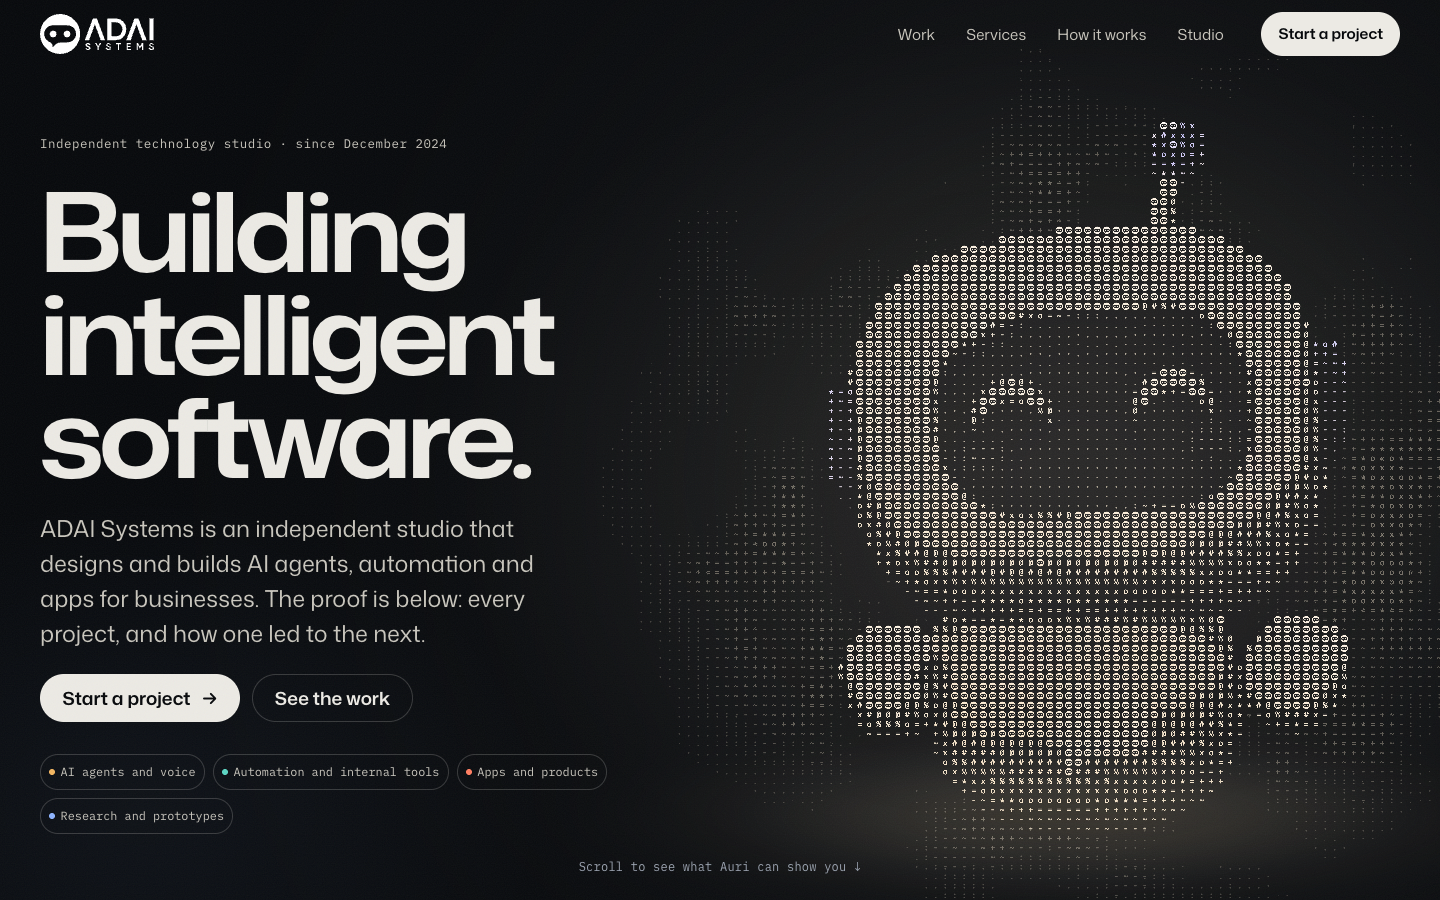 ADAI
SYSTEMS
Work
Services
How it works
Studio
Start a project
Independent technology studio · since December 2024
Building
intelligent
software.
ADAI Systems is an independent studio that
designs and builds AI agents, automation and
apps for businesses. The proof is below: every
project, and how one led to the next.
Start a project →
See the work
AI agents and voice
Automation and internal tools
Apps and products
Research and prototypes
Scroll to see what Auri can show you ↓